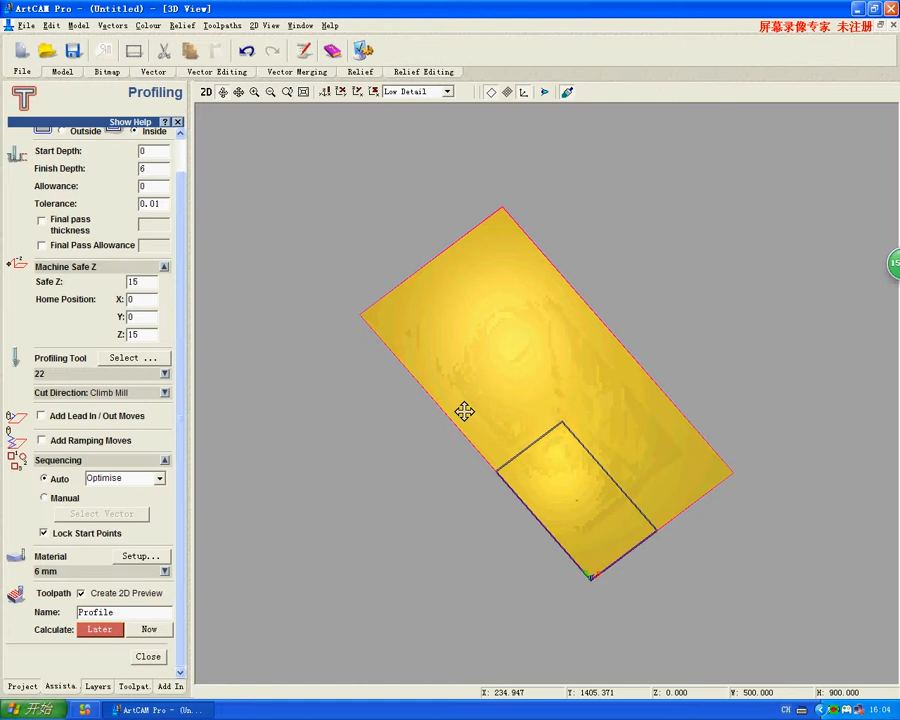 ArtCAM Pro - (Untitled) - [3D View]
File Edit Model Vectors Colour Relief Toolpaths 2D View Window Help
屏幕录像专家 未注册
File Model Bitmap Vector Vector Editing Vector Merging Relief Relief Editing
Profiling
2D Low Detail
Show Help ?
Outside Inside
Start Depth: 0
Finish Depth: 6
Allowance: 0
Tolerance: 0.01
Final pass
thickness
Final Pass Allowance
Machine Safe Z
Safe Z: 15
Home Position: X: 0
Y: 0
Z: 15
Profiling Tool Select ...
22
Cut Direction: Climb Mill
Add Lead In / Out Moves
Add Ramping Moves
Sequencing
Auto Optimise
Manual
Select Vector
Lock Start Points
Material Setup...
6 mm
Toolpath Create 2D Preview
Name: Profile
Calculate: Later Now
Close
15
Project Assista. Layers Toolpat. Add In
X: 234.947 Y: 1405.371 Z: 0.000 W: 500.000 H: 900.000
开始 ArtCAM Pro - (Un... CH 16:04